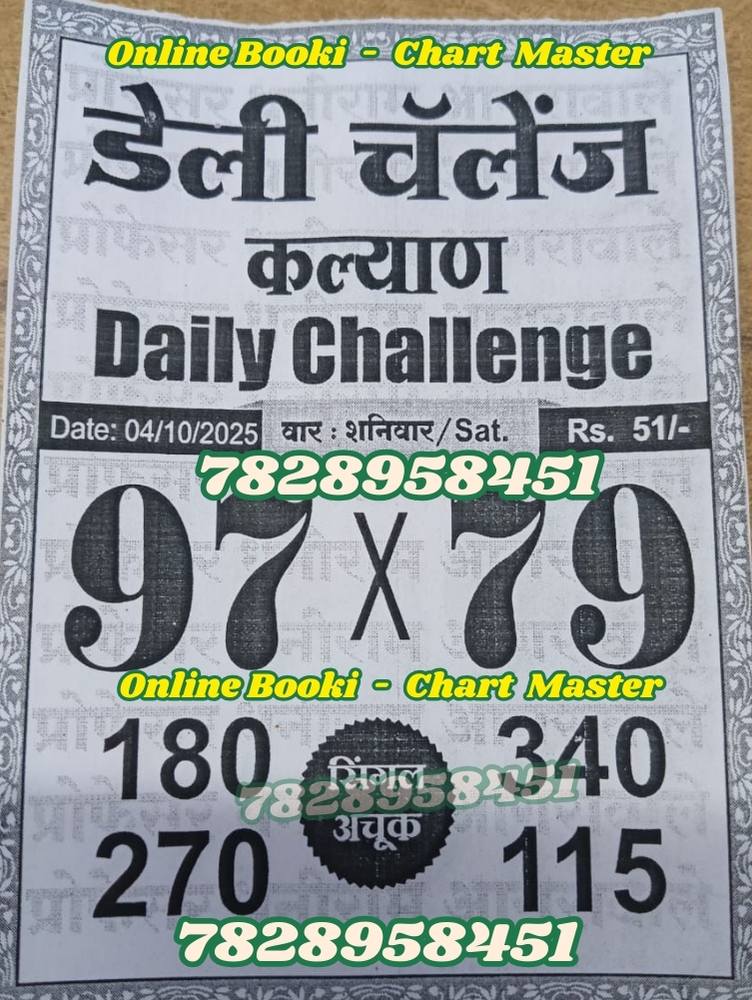 Online Booki - Chart Master
डेली चॅलेंज
कल्याण
Daily Challenge
Date: 04/10/2025 वार : शनिवार/Sat. Rs. 51/-
7828958451
97 X 79
Online Booki - Chart Master
180 सिंगल 340
7828958451
270 अचूक 115
7828958451